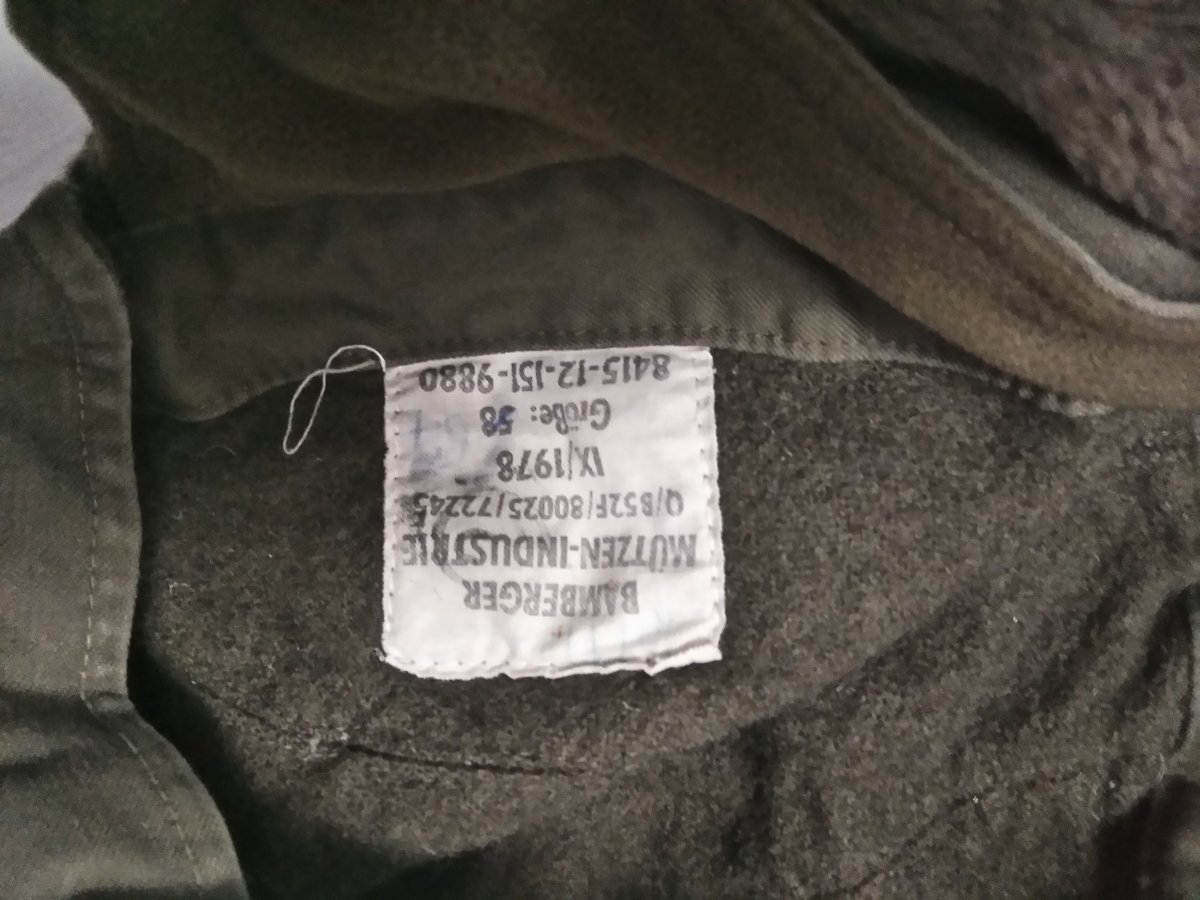 BAMBERGER
MÜTZEN-INDUSTRIE
Q/B52F/80025/72245
IX/1978
Größe: 58
8415-12-151-9880